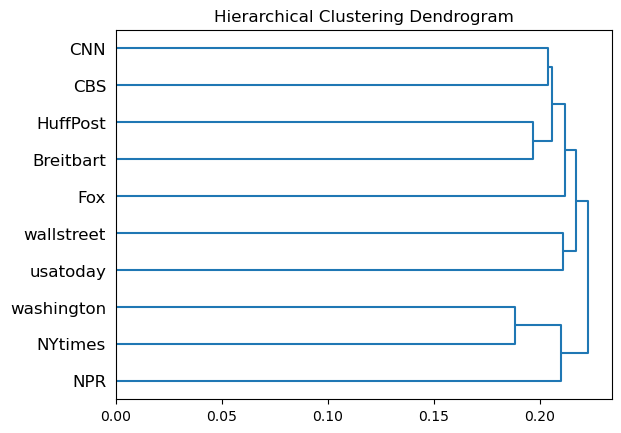 Hierarchical Clustering Dendrogram
CNN
CBS
HuffPost
Breitbart
Fox
wallstreet
usatoday
washington
NYtimes
NPR
0.00 0.05 0.10 0.15 0.20